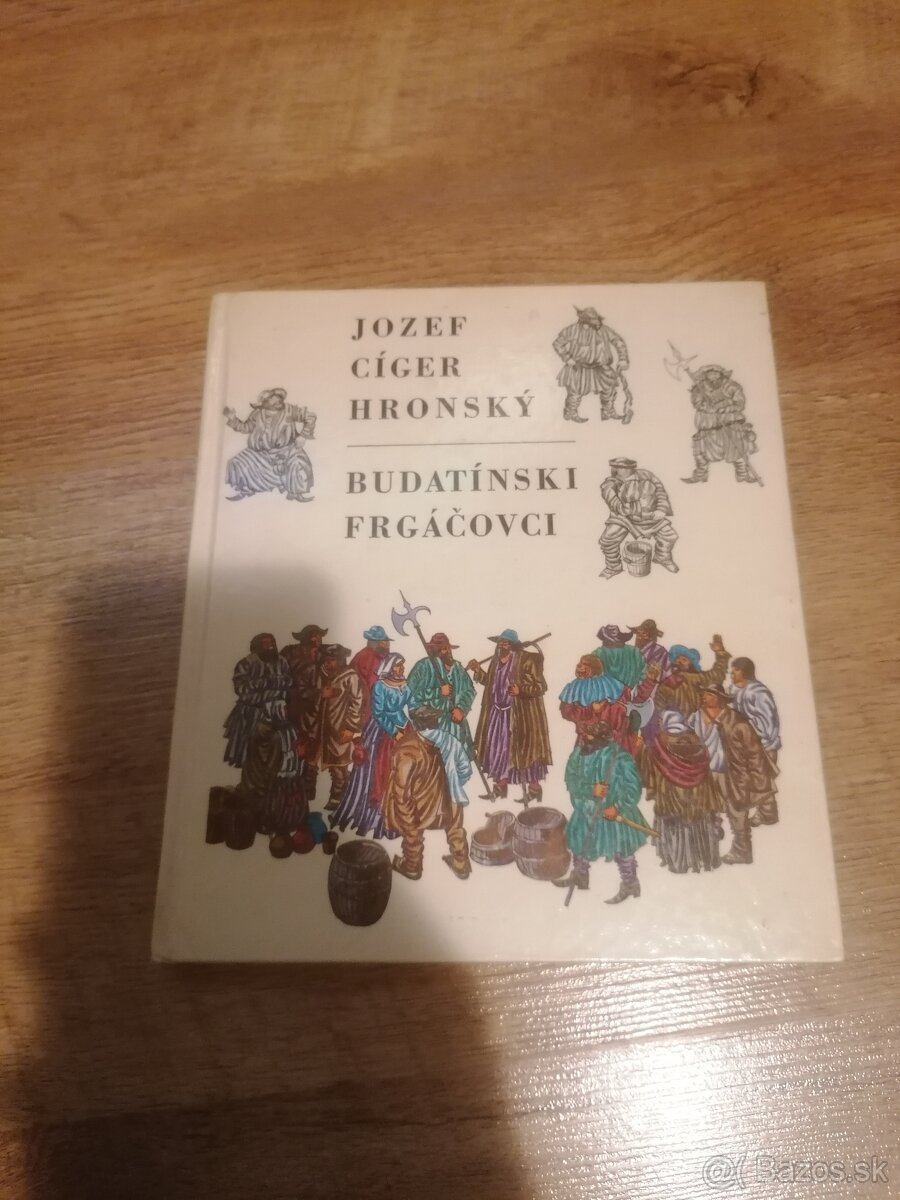 JOZEF
CÍGER
HRONSKÝ
BUDATÍNSKI
FRGÁČOVCI
@( Bazos.sk